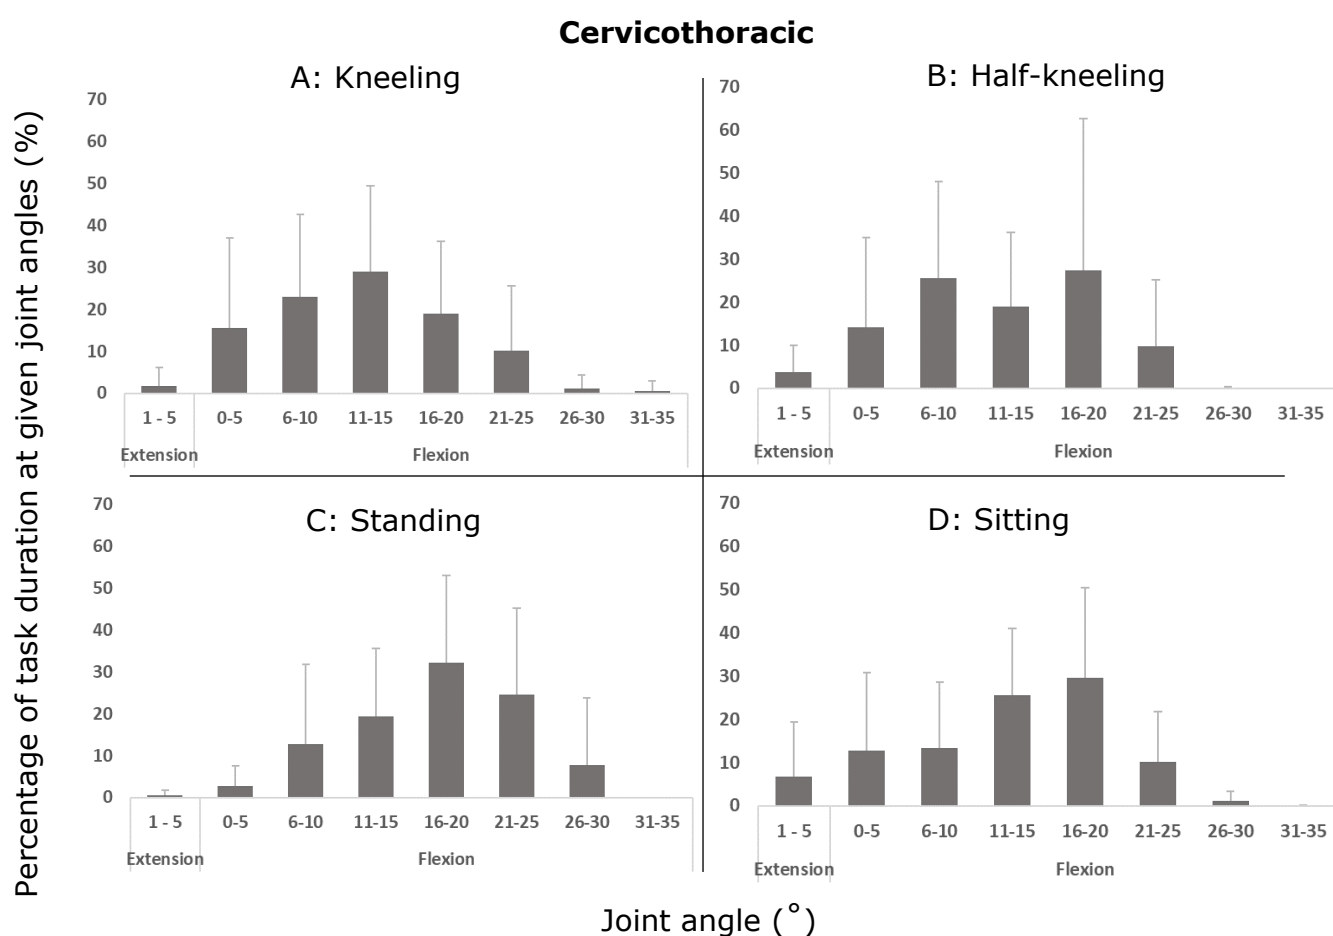 Cervicothoracic
Percentage of task duration at given joint angles (%)
A: Kneeling
70
60
50
40
30
20
10
0
1 - 5 0-5 6-10 11-15 16-20 21-25 26-30 31-35
Extension Flexion
B: Half-kneeling
70
60
50
40
30
20
10
0
1 - 5 0-5 6-10 11-15 16-20 21-25 26-30 31-35
Extension Flexion
C: Standing
70
60
50
40
30
20
10
0
1 - 5 0-5 6-10 11-15 16-20 21-25 26-30 31-35
Extension Flexion
D: Sitting
70
60
50
40
30
20
10
0
1 - 5 0-5 6-10 11-15 16-20 21-25 26-30 31-35
Extension Flexion
Joint angle (˚)